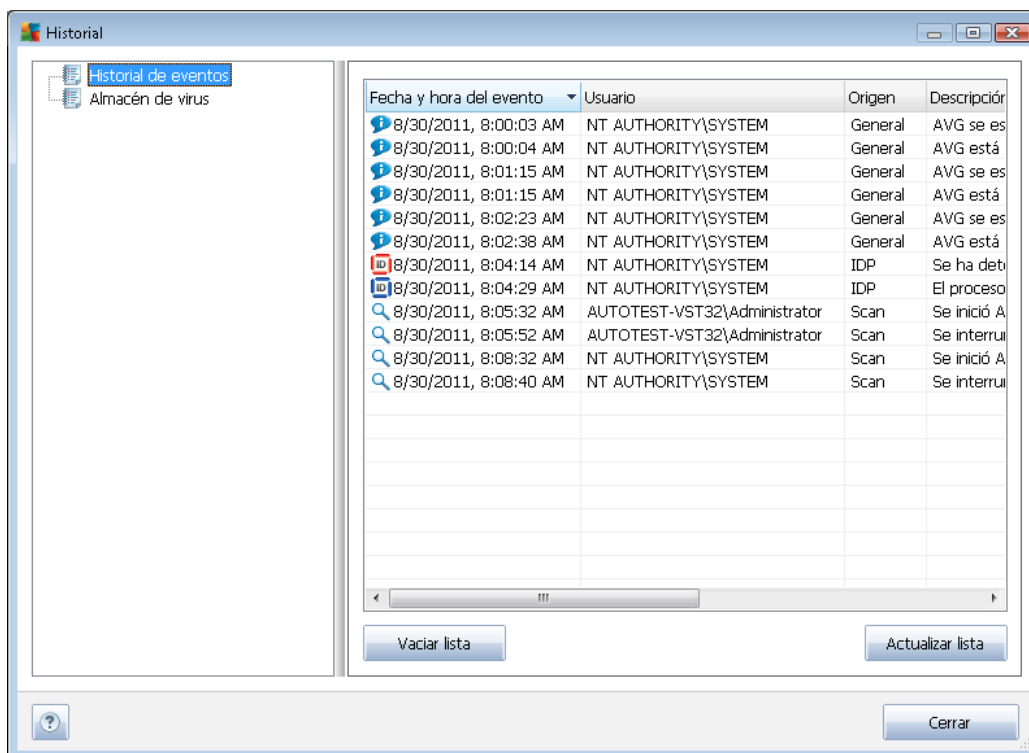 Historial
Historial de eventos
Almacén de virus
Fecha y hora del evento Usuario Origen Descripción
8/30/2011, 8:00:03 AM NT AUTHORITY\SYSTEM General AVG se es
8/30/2011, 8:00:04 AM NT AUTHORITY\SYSTEM General AVG está
8/30/2011, 8:01:15 AM NT AUTHORITY\SYSTEM General AVG se es
8/30/2011, 8:01:15 AM NT AUTHORITY\SYSTEM General AVG está
8/30/2011, 8:02:23 AM NT AUTHORITY\SYSTEM General AVG se es
8/30/2011, 8:02:38 AM NT AUTHORITY\SYSTEM General AVG está
ID 8/30/2011, 8:04:14 AM NT AUTHORITY\SYSTEM IDP Se ha det
ID 8/30/2011, 8:04:29 AM NT AUTHORITY\SYSTEM IDP El proceso
8/30/2011, 8:05:32 AM AUTOTEST-VST32\Administrator Scan Se inició A
8/30/2011, 8:05:52 AM AUTOTEST-VST32\Administrator Scan Se interru
8/30/2011, 8:08:32 AM NT AUTHORITY\SYSTEM Scan Se inició A
8/30/2011, 8:08:40 AM NT AUTHORITY\SYSTEM Scan Se interru
Vaciar lista Actualizar lista
? Cerrar